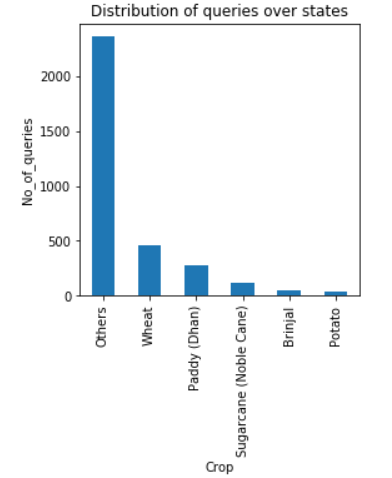 Distribution of queries over states
No_of_queries
2000
1500
1000
500
0
Others
Wheat
Paddy (Dhan)
Sugarcane (Noble Cane)
Brinjal
Potato
Crop